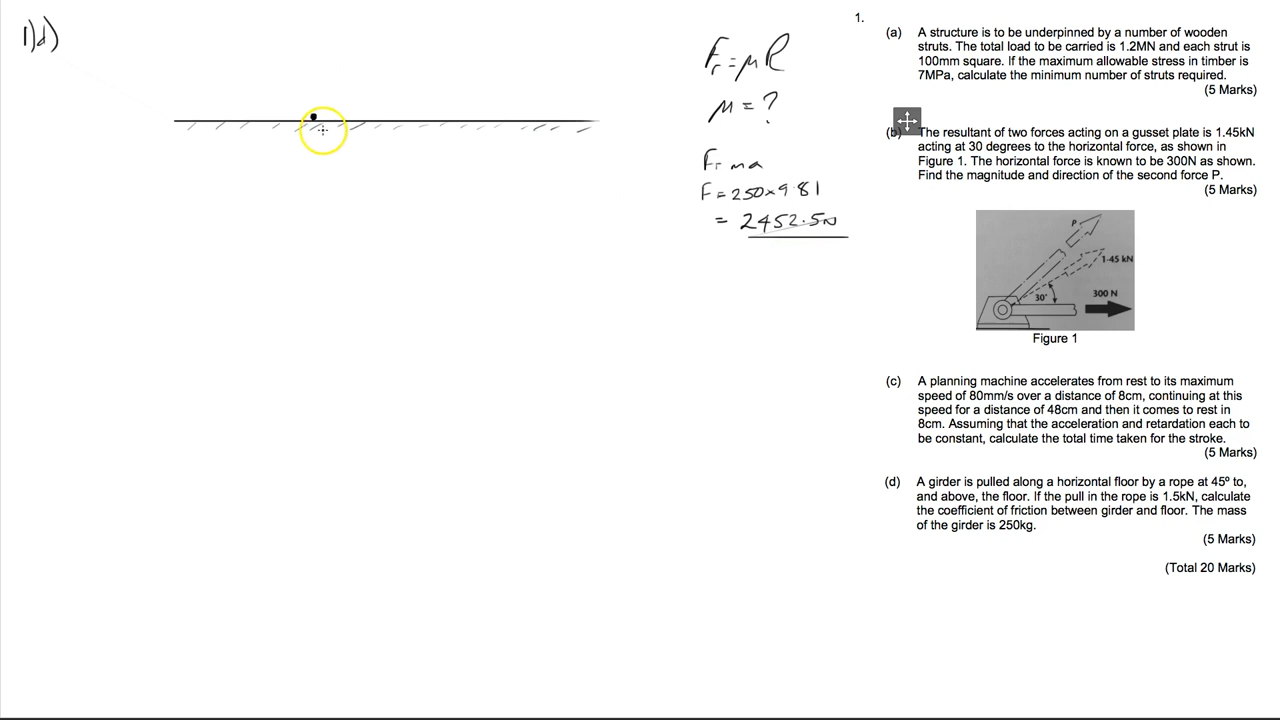 1)d)
Fr = μR
μ = ?
F = ma
F = 250 x 9.81
= 2452.5N
1.
(a) A structure is to be underpinned by a number of wooden
struts. The total load to be carried is 1.2MN and each strut is
100mm square. If the maximum allowable stress in timber is
7MPa, calculate the minimum number of struts required.
(5 Marks)
(b) The resultant of two forces acting on a gusset plate is 1.45kN
acting at 30 degrees to the horizontal force, as shown in
Figure 1. The horizontal force is known to be 300N as shown.
Find the magnitude and direction of the second force P.
(5 Marks)
P
1·45 kN
30°
300 N
Figure 1
(c) A planning machine accelerates from rest to its maximum
speed of 80mm/s over a distance of 8cm, continuing at this
speed for a distance of 48cm and then it comes to rest in
8cm. Assuming that the acceleration and retardation each to
be constant, calculate the total time taken for the stroke.
(5 Marks)
(d) A girder is pulled along a horizontal floor by a rope at 45º to,
and above, the floor. If the pull in the rope is 1.5kN, calculate
the coefficient of friction between girder and floor. The mass
of the girder is 250kg.
(5 Marks)
(Total 20 Marks)